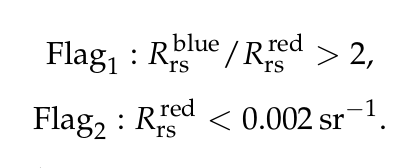 Flag₁ : R_rs^blue / R_rs^red > 2,
Flag₂ : R_rs^red < 0.002 sr⁻¹.